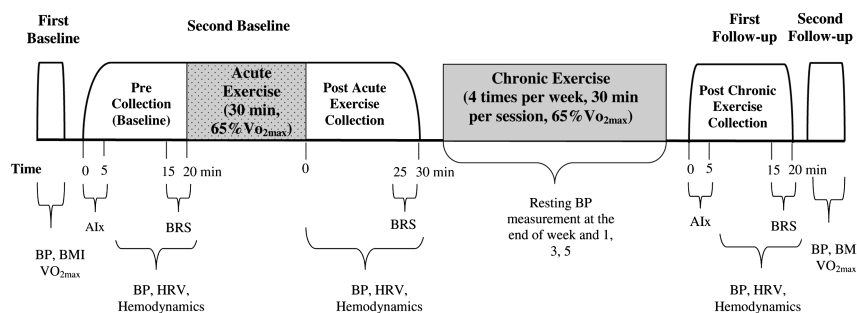 First
Baseline
Second Baseline
First
Follow-up
Second
Follow-up
Pre
Collection
(Baseline)
Acute
Exercise
(30 min,
65%Vo2max)
Post Acute
Exercise
Collection
Chronic Exercise
(4 times per week, 30 min
per session, 65%Vo2max)
Post Chronic
Exercise
Collection
Time
0 5 15 20 min
0 25 30 min
0 5 15 20 min
BP, BMI
VO2max
AIx
BRS
BP, HRV,
Hemodynamics
BRS
BP, HRV,
Hemodynamics
Resting BP
measurement at the
end of week and 1,
3, 5
AIx
BRS
BP, HRV,
Hemodynamics
BP, BM
VO2max